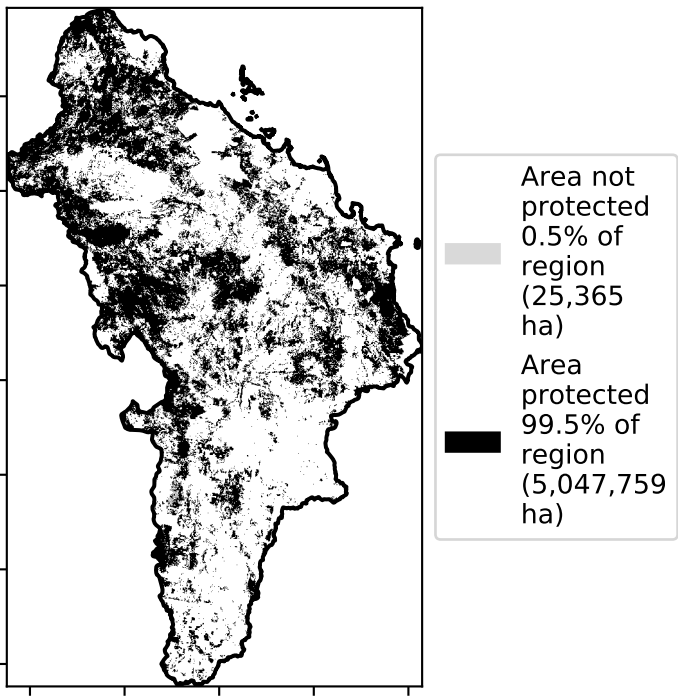 Area not
protected
0.5% of
region
(25,365
ha)
Area
protected
99.5% of
region
(5,047,759
ha)